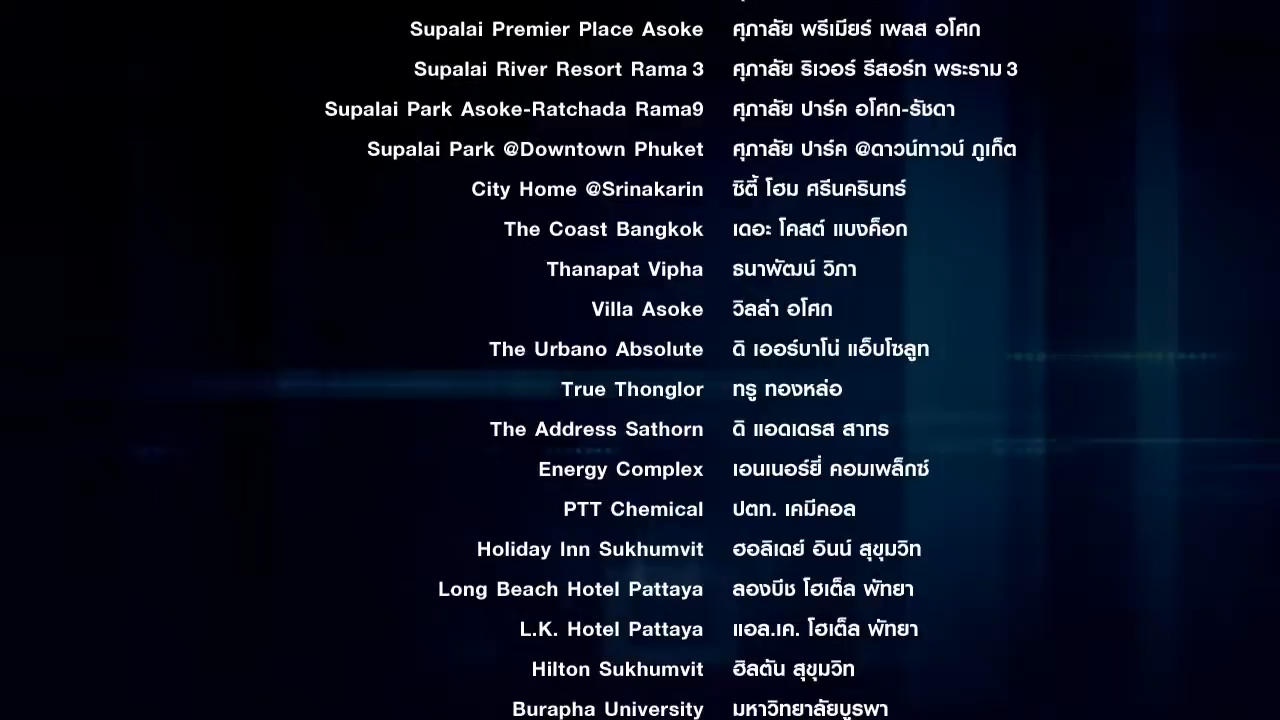 Supalai Premier Place Asoke ศุภาลัย พรีเมียร์ เพลส อโศก
Supalai River Resort Rama 3 ศุภาลัย ริเวอร์ รีสอร์ท พระราม 3
Supalai Park Asoke-Ratchada Rama9 ศุภาลัย ปาร์ค อโศก-รัชดา
Supalai Park @Downtown Phuket ศุภาลัย ปาร์ค @ดาวน์ทาวน์ ภูเก็ต
City Home @Srinakarin ซิตี้ โฮม ศรีนครินทร์
The Coast Bangkok เดอะ โคสต์ แบงค็อก
Thanapat Vipha ธนาพัฒน์ วิภา
Villa Asoke วิลล่า อโศก
The Urbano Absolute ดิ เออร์บาโน่ แอ็บโซลูท
True Thonglor ทรู ทองหล่อ
The Address Sathorn ดิ แอดเดรส สาทร
Energy Complex เอนเนอร์ยี่ คอมเพล็กซ์
PTT Chemical ปตท. เคมีคอล
Holiday Inn Sukhumvit ฮอลิเดย์ อินน์ สุขุมวิท
Long Beach Hotel Pattaya ลองบีช โฮเต็ล พัทยา
L.K. Hotel Pattaya แอล.เค. โฮเต็ล พัทยา
Hilton Sukhumvit ฮิลตัน สุขุมวิท
Burapha University มหาวิทยาลัยบูรพา